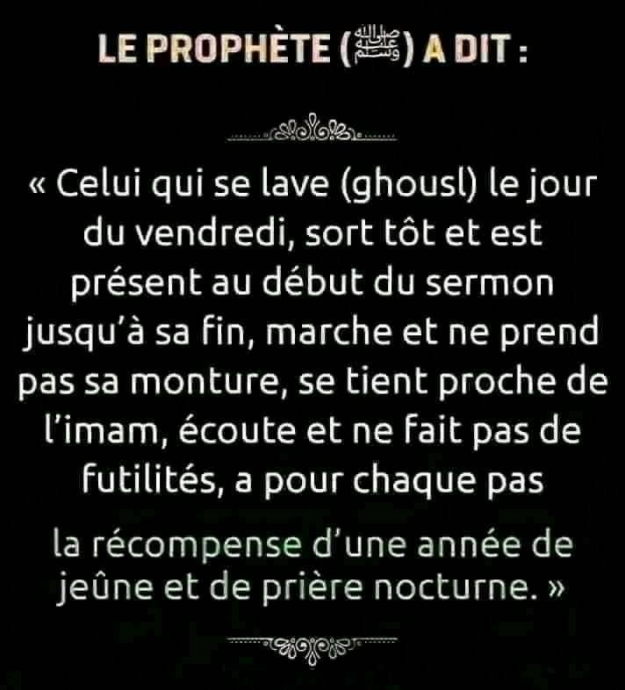 LE PROPHÈTE (ﷺ) A DIT :
« Celui qui se lave (ghousl) le jour
du vendredi, sort tôt et est
présent au début du sermon
jusqu’à sa fin, marche et ne prend
pas sa monture, se tient proche de
l’imam, écoute et ne fait pas de
futilités, a pour chaque pas
la récompense d’une année de
jeûne et de prière nocturne. »